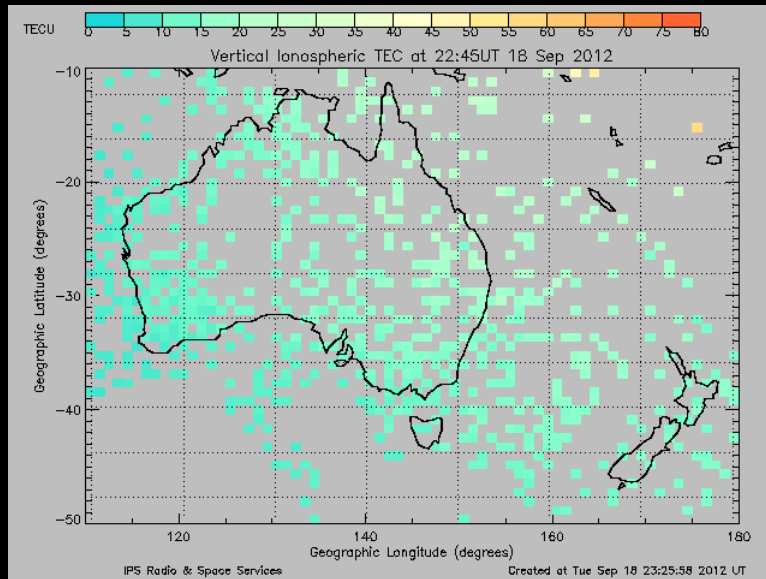 TECU 0 5 10 15 20 25 30 35 40 45 50 55 60 65 70 75 80
Vertical Ionospheric TEC at 22:45UT 18 Sep 2012
-10
-20
-30
-40
-50
Geographic Latitude (degrees)
120 140 160 180
Geographic Longitude (degrees)
IPS Radio & Space Services Created at Tue Sep 18 23:25:58 2012 UT